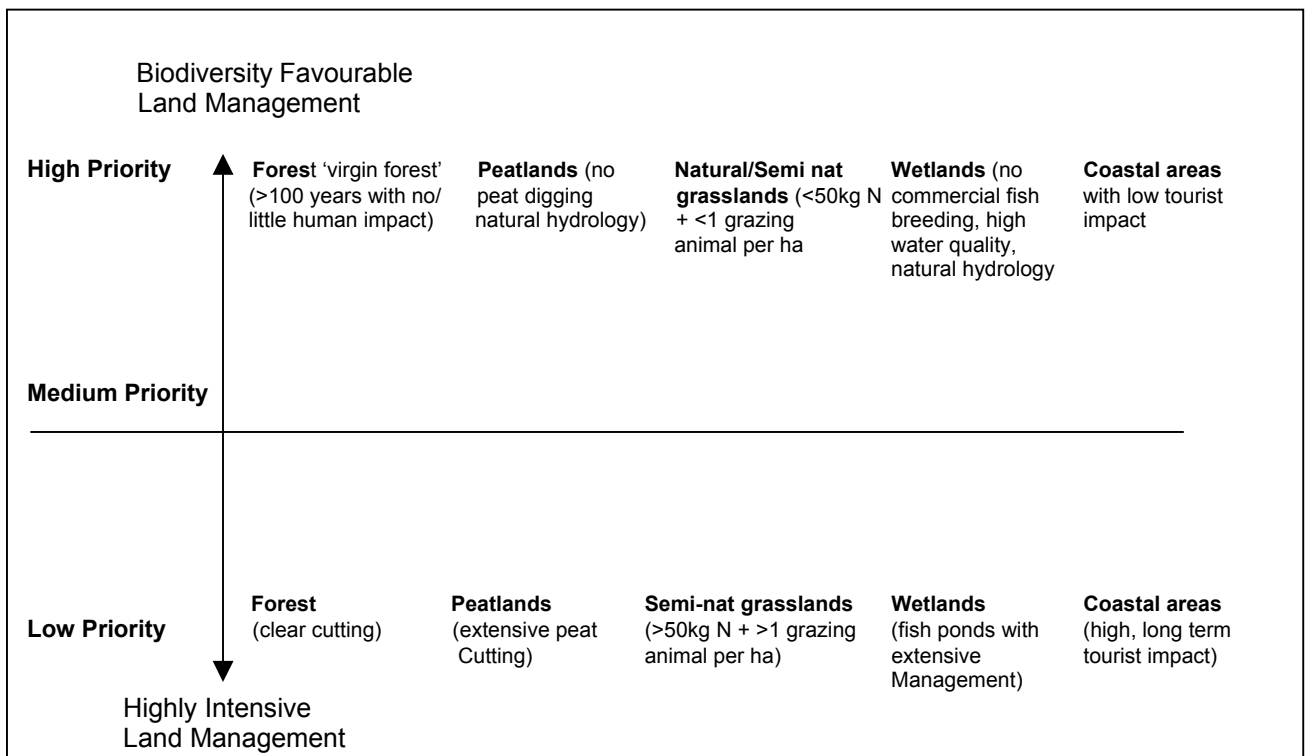 Biodiversity Favourable
Land Management
High Priority
Forest 'virgin forest'
(>100 years with no/
little human impact)
Peatlands (no
peat digging
natural hydrology)
Natural/Semi nat
grasslands (<50kg N
+ <1 grazing
animal per ha
Wetlands (no
commercial fish
breeding, high
water quality,
natural hydrology
Coastal areas
with low tourist
impact
Medium Priority
Low Priority
Forest
(clear cutting)
Peatlands
(extensive peat
Cutting)
Semi-nat grasslands
(>50kg N + >1 grazing
animal per ha)
Wetlands
(fish ponds with
extensive
Management)
Coastal areas
(high, long term
tourist impact)
Highly Intensive
Land Management